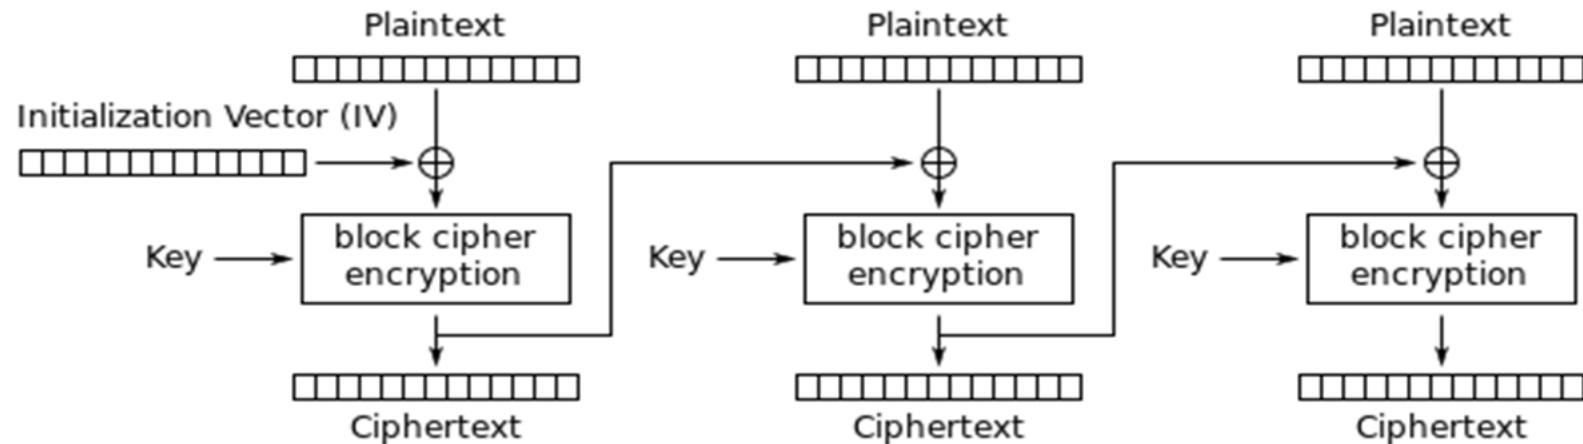 Plaintext
Plaintext
Plaintext
Initialization Vector (IV)
Key
block cipher
encryption
Key
block cipher
encryption
Key
block cipher
encryption
Ciphertext
Ciphertext
Ciphertext